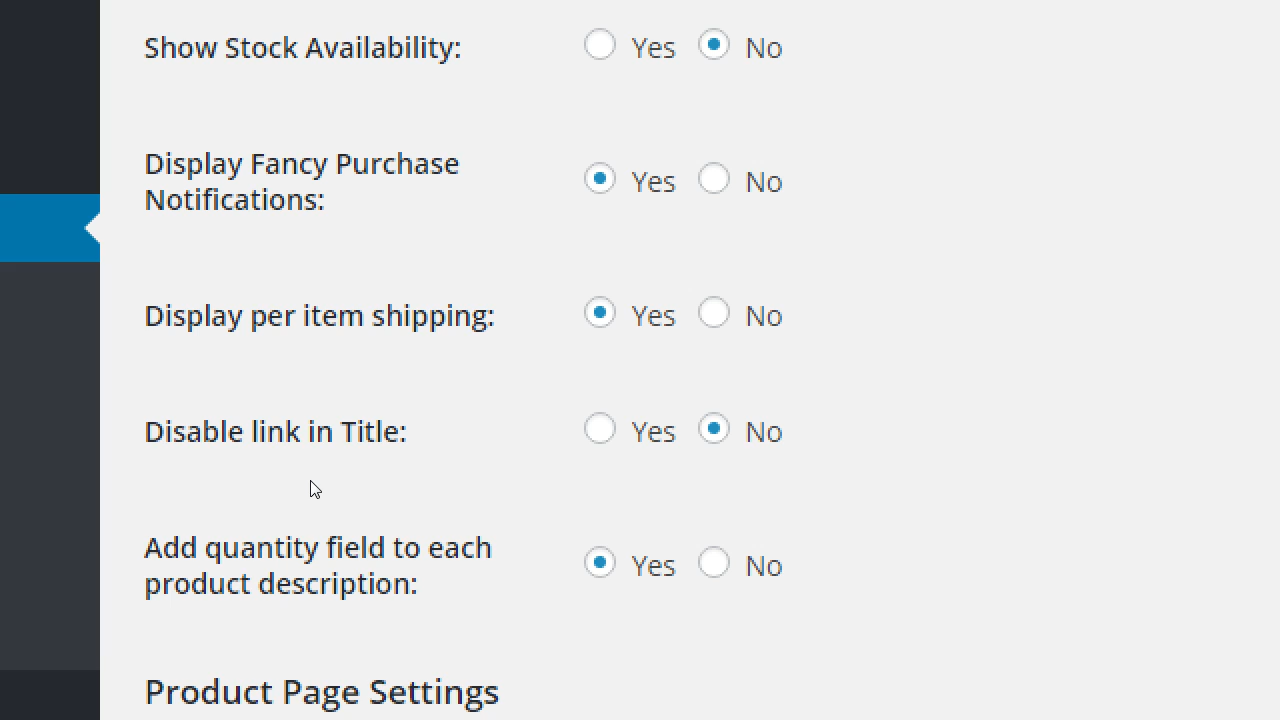 Show Stock Availability: Yes No
Display Fancy Purchase
Notifications: Yes No
Display per item shipping: Yes No
Disable link in Title: Yes No
Add quantity field to each
product description: Yes No
Product Page Settings